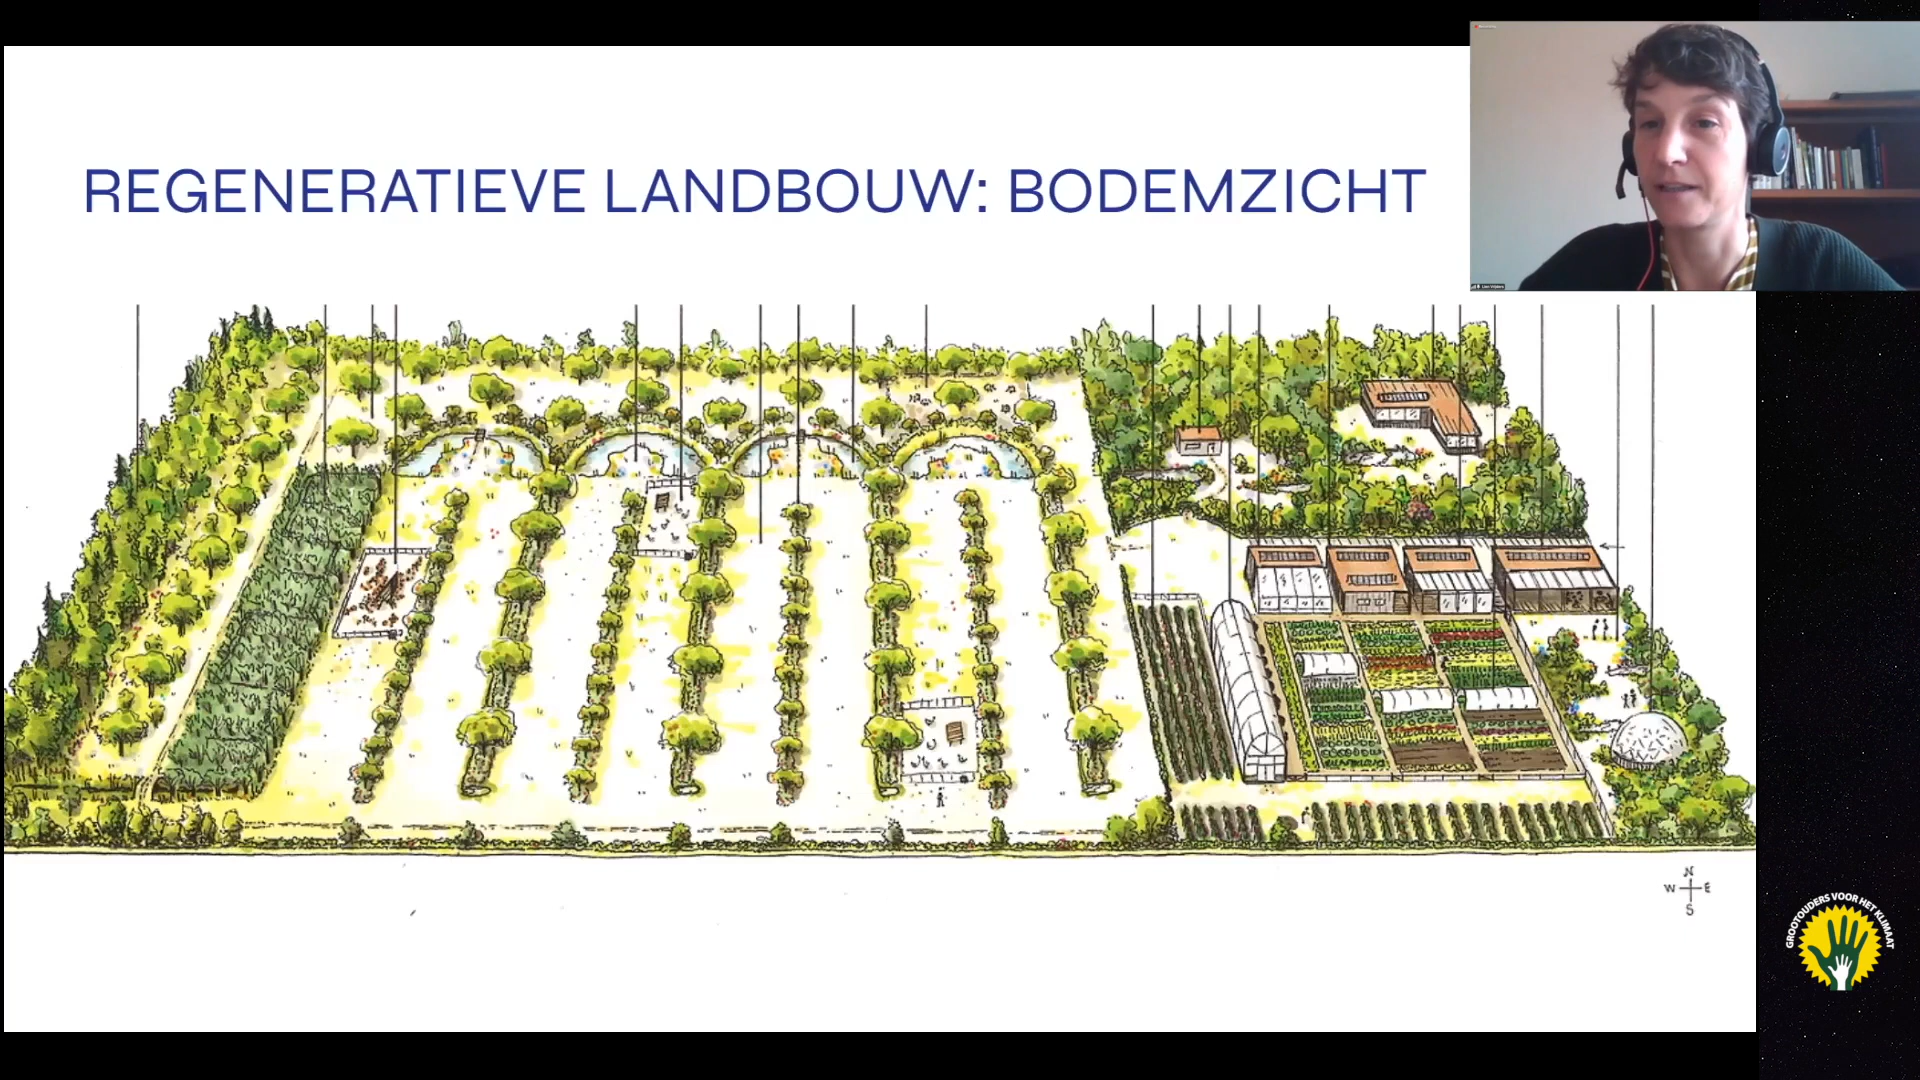 REGENERATIEVE LANDBOUW: BODEMZICHT
N
W E
S
GROOTOUDERS VOOR HET KLIMAAT